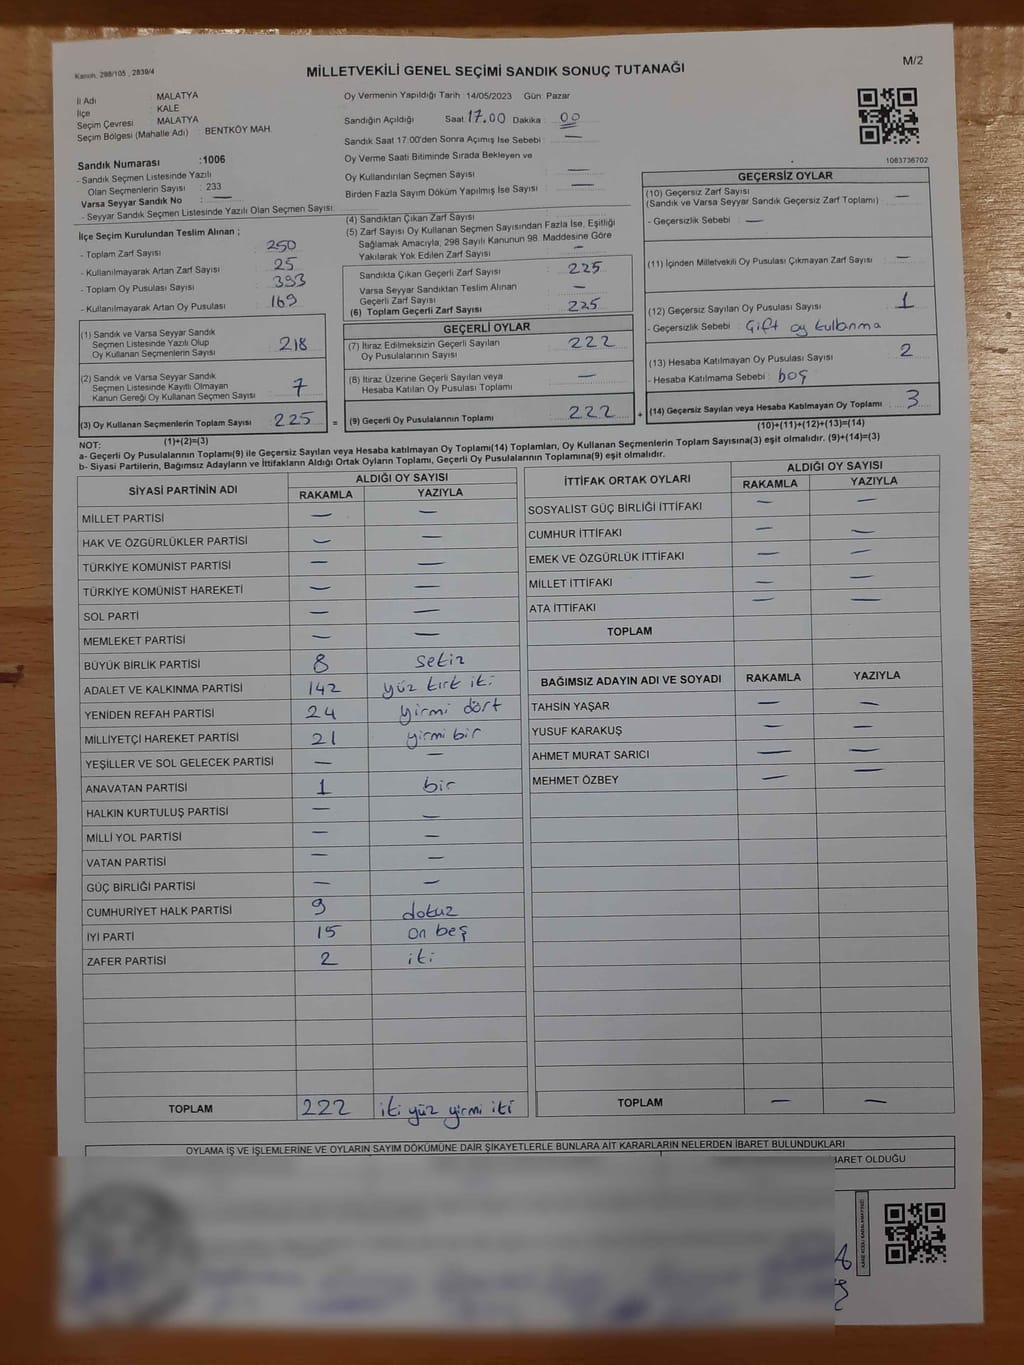 Kanun, 298/105 , 2839/4
MİLLETVEKİLİ GENEL SEÇİMİ SANDIK SONUÇ TUTANAĞI
M/2
İl Adı : MALATYA
İlçe : KALE
Seçim Çevresi : MALATYA
Seçim Bölgesi (Mahalle Adı) : BENTKÖY MAH.
Oy Vermenin Yapıldığı Tarih :14/05/2023 Gün: Pazar
Sandığın Açıldığı Saat 17.00 Dakika : 00
Sandık Saat 17.00'den Sonra Açımış İse Sebebi : —
Oy Verme Saati Bitiminde Sırada Bekleyen ve
Oy Kullandırılan Seçmen Sayısı : —
Birden Fazla Sayım Döküm Yapılmış İse Sayısı : —
1083736702
Sandık Numarası :1006
- Sandık Seçmen Listesinde Yazılı
Olan Seçmenlerin Sayısı : 233
Varsa Seyyar Sandık No : —
- Seyyar Sandık Seçmen Listesinde Yazılı Olan Seçmen Sayısı:
İlçe Seçim Kurulundan Teslim Alınan ;
- Toplam Zarf Sayısı : 250
- Kullanılmayarak Artan Zarf Sayısı : 25
- Toplam Oy Pusulası Sayısı : 393
- Kullanılmayarak Artan Oy Pusulası : 169
(1) Sandık ve Varsa Seyyar Sandık
Seçmen Listesinde Yazılı Olup
Oy Kullanan Seçmenlerin Sayısı : 218
(2) Sandık ve Varsa Seyyar Sandık
Seçmen Listesinde Kayıtlı Olmayan
Kanun Gereği Oy Kullanan Seçmen Sayısı : 7
(3) Oy Kullanan Seçmenlerin Toplam Sayısı : 225
(1)+(2)=(3)
(4) Sandıktan Çıkan Zarf Sayısı :
(5) Zarf Sayısı Oy Kullanan Seçmen Sayısından Fazla İse, Eşitliği
Sağlamak Amacıyla, 298 Sayılı Kanunun 98. Maddesine Göre
Yakılarak Yok Edilen Zarf Sayısı : —
Sandıkta Çıkan Geçerli Zarf Sayısı : 225
Varsa Seyyar Sandıktan Teslim Alınan
Geçerli Zarf Sayısı : —
(6) Toplam Geçerli Zarf Sayısı : 225
GEÇERLİ OYLAR
(7) İtiraz Edilmeksizin Geçerli Sayılan
Oy Pusulalarının Sayısı : 222
(8) İtiraz Üzerine Geçerli Sayılan veya
Hesaba Katılan Oy Pusulası Toplamı : —
= (9) Geçerli Oy Pusulalarının Toplamı : 222
GEÇERSİZ OYLAR
(10) Geçersiz Zarf Sayısı : —
(Sandık ve Varsa Seyyar Sandık Geçersiz Zarf Toplamı)
- Geçersizlik Sebebi : —
(11) İçinden Milletvekili Oy Pusulası Çıkmayan Zarf Sayısı : —
(12) Geçersiz Sayılan Oy Pusulası Sayısı : 1
- Geçersizlik Sebebi : Çift oy kullanma
(13) Hesaba Katılmayan Oy Pusulası Sayısı : 2
- Hesaba Katılmama Sebebi : boş
+ (14) Geçersiz Sayılan veya Hesaba Katılmayan Oy Toplamı : 3
(10)+(11)+(12)+(13)=(14)
NOT:
a- Geçerli Oy Pusulalarının Toplamı(9) ile Geçersiz Sayılan veya Hesaba katılmayan Oy Toplamı(14) Toplamları, Oy Kullanan Seçmenlerin Toplam Sayısına(3) eşit olmalıdır. (9)+(14)=(3)
b- Siyasi Partilerin, Bağımsız Adayların ve İttifakların Aldığı Ortak Oyların Toplamı, Geçerli Oy Pusulalarının Toplamına(9) eşit olmalıdır.
SİYASİ PARTİNİN ADI ALDIĞI OY SAYISI
RAKAMLA YAZIYLA
MİLLET PARTİSİ — —
HAK VE ÖZGÜRLÜKLER PARTİSİ — —
TÜRKİYE KOMÜNİST PARTİSİ — —
TÜRKİYE KOMÜNİST HAREKETİ — —
SOL PARTİ — —
MEMLEKET PARTİSİ — —
BÜYÜK BİRLİK PARTİSİ 8 sekiz
ADALET VE KALKINMA PARTİSİ 142 yüz kırk iki
YENİDEN REFAH PARTİSİ 24 yirmi dört
MİLLİYETÇİ HAREKET PARTİSİ 21 yirmi bir
YEŞİLLER VE SOL GELECEK PARTİSİ — —
ANAVATAN PARTİSİ 1 bir
HALKIN KURTULUŞ PARTİSİ — —
MİLLİ YOL PARTİSİ — —
VATAN PARTİSİ — —
GÜÇ BİRLİĞİ PARTİSİ — —
CUMHURİYET HALK PARTİSİ 9 dokuz
İYİ PARTİ 15 on beş
ZAFER PARTİSİ 2 iki
TOPLAM 222 iki yüz yirmi iki
İTTİFAK ORTAK OYLARI ALDIĞI OY SAYISI
RAKAMLA YAZIYLA
SOSYALİST GÜÇ BİRLİĞİ İTTİFAKI — —
CUMHUR İTTİFAKI — —
EMEK VE ÖZGÜRLÜK İTTİFAKI — —
MİLLET İTTİFAKI — —
ATA İTTİFAKI — —
TOPLAM
BAĞIMSIZ ADAYIN ADI VE SOYADI RAKAMLA YAZIYLA
TAHSİN YAŞAR — —
YUSUF KARAKUŞ — —
AHMET MURAT SARICI — —
MEHMET ÖZBEY — —
TOPLAM — —
OYLAMA İŞ VE İŞLEMLERİNE VE OYLARIN SAYIM DÖKÜMÜNE DAİR ŞİKAYETLERLE BUNLARA AİT KARARLARIN NELERDEN İBARET BULUNDUKLARI
BARET OLDUĞU